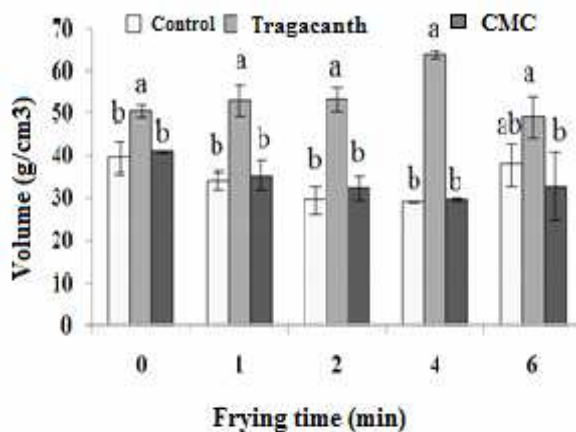 70
Control Tragacanth CMC
60
50
40
30
20
10
0
Volume (g/cm3)
b a b
b a b
b a b
b a b
ab a b
0 1 2 4 6
Frying time (min)